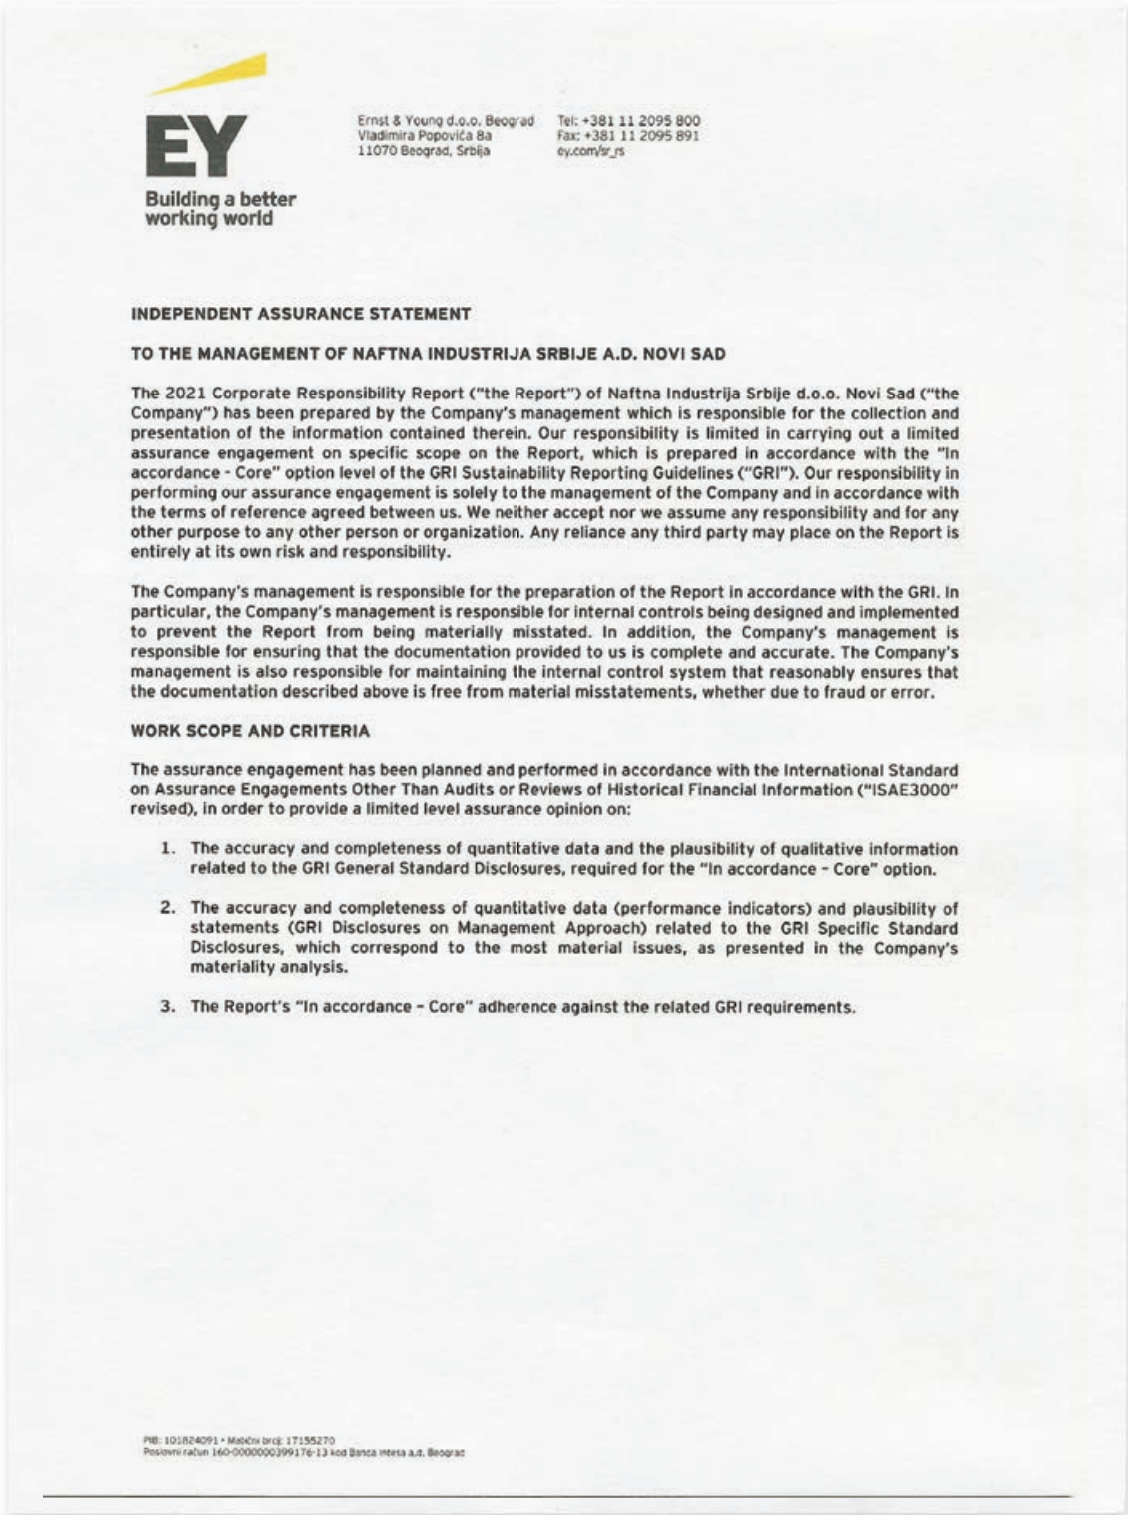 EY
Building a better
working world
Ernst & Young d.o.o. Beograd
Vladimira Popovića 8a
11070 Beograd, Srbija
Tel: +381 11 2095 800
Fax: +381 11 2095 891
ey.com/sr_rs
INDEPENDENT ASSURANCE STATEMENT
TO THE MANAGEMENT OF NAFTNA INDUSTRIJA SRBIJE A.D. NOVI SAD
The 2021 Corporate Responsibility Report ("the Report") of Naftna Industrija Srbije d.o.o. Novi Sad ("the
Company") has been prepared by the Company's management which is responsible for the collection and
presentation of the information contained therein. Our responsibility is limited in carrying out a limited
assurance engagement on specific scope on the Report, which is prepared in accordance with the "In
accordance - Core" option level of the GRI Sustainability Reporting Guidelines ("GRI"). Our responsibility in
performing our assurance engagement is solely to the management of the Company and in accordance with
the terms of reference agreed between us. We neither accept nor we assume any responsibility and for any
other purpose to any other person or organization. Any reliance any third party may place on the Report is
entirely at its own risk and responsibility.
The Company's management is responsible for the preparation of the Report in accordance with the GRI. In
particular, the Company's management is responsible for internal controls being designed and implemented
to prevent the Report from being materially misstated. In addition, the Company's management is
responsible for ensuring that the documentation provided to us is complete and accurate. The Company's
management is also responsible for maintaining the internal control system that reasonably ensures that
the documentation described above is free from material misstatements, whether due to fraud or error.
WORK SCOPE AND CRITERIA
The assurance engagement has been planned and performed in accordance with the International Standard
on Assurance Engagements Other Than Audits or Reviews of Historical Financial Information ("ISAE3000"
revised), in order to provide a limited level assurance opinion on:
1. The accuracy and completeness of quantitative data and the plausibility of qualitative information
related to the GRI General Standard Disclosures, required for the "In accordance – Core" option.
2. The accuracy and completeness of quantitative data (performance indicators) and plausibility of
statements (GRI Disclosures on Management Approach) related to the GRI Specific Standard
Disclosures, which correspond to the most material issues, as presented in the Company's
materiality analysis.
3. The Report's "In accordance – Core" adherence against the related GRI requirements.
PIB: 101824091 • Matični broj: 17155270
Poslovni račun 160-0000000399176-13 kod Banca Intesa a.d. Beograd